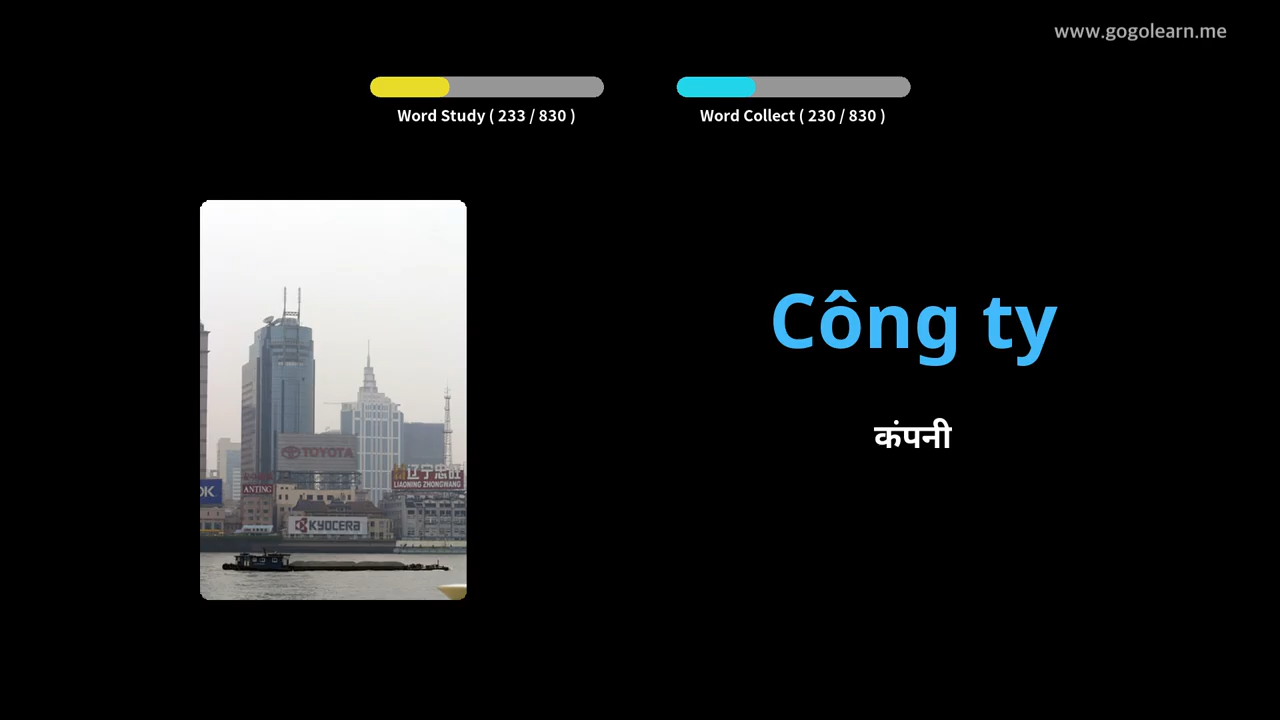 www.gogolearn.me
Word Study ( 233 / 830 )
Word Collect ( 230 / 830 )
Công ty
कंपनी
TOYOTA
辽宁忠旺
LIAONING ZHONGWANG
OK
ANTING
KYOCERA